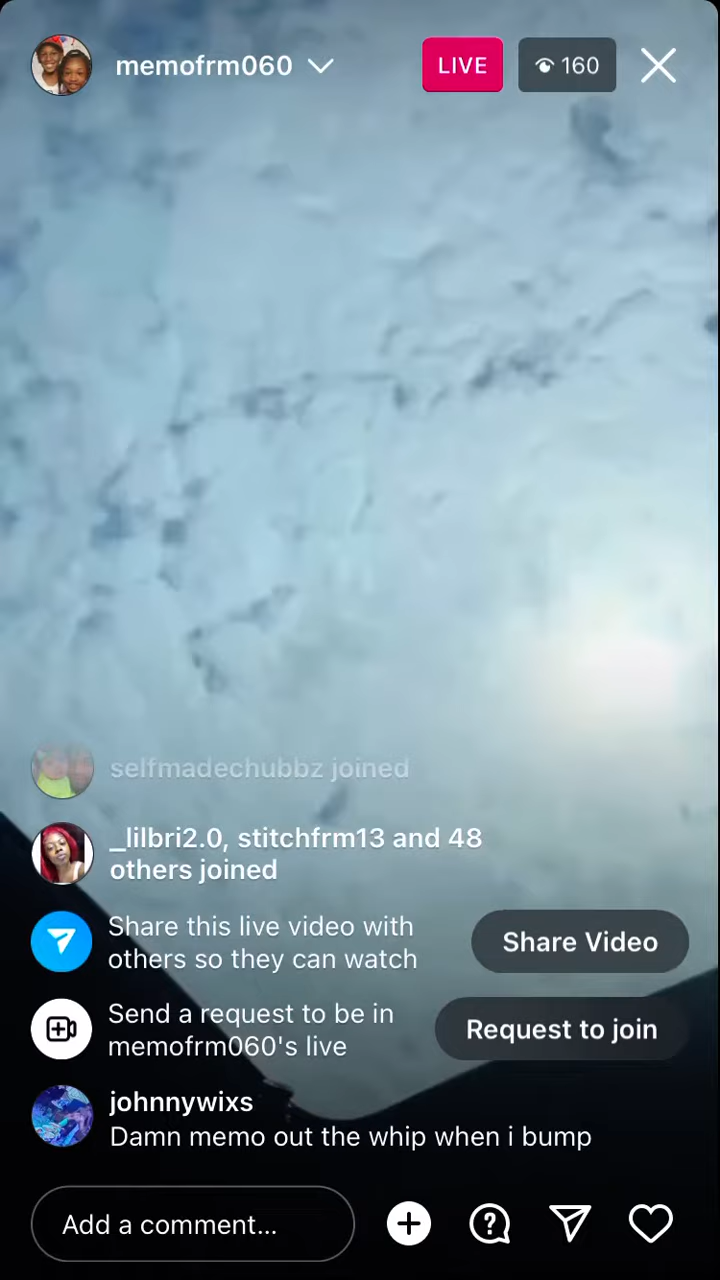 memofrm060
LIVE
160
selfmadechubbz joined
_lilbri2.0, stitchfrm13 and 48
others joined
Share this live video with
others so they can watch
Share Video
Send a request to be in
memofrm060's live
Request to join
johnnywixs
Damn memo out the whip when i bump
Add a comment...